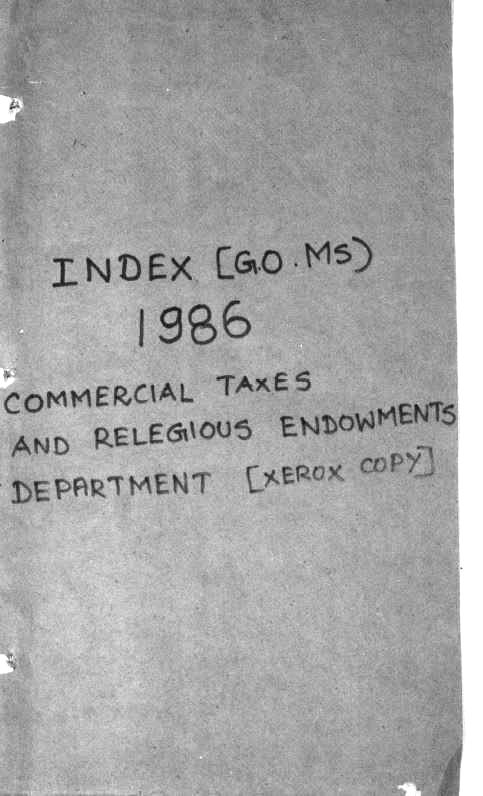 INDEX [G.O. MS)
1986
COMMERCIAL TAXES
AND RELEGIOUS ENDOWMENTS
DEPARTMENT [XEROX COPY]